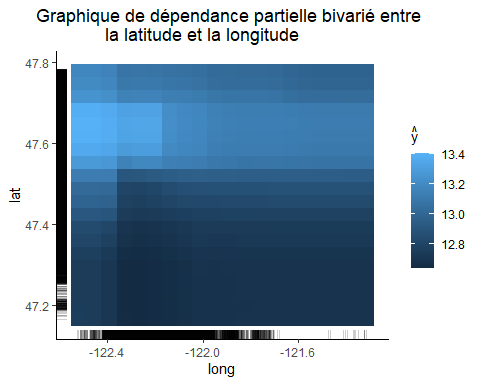 Graphique de dépendance partielle bivarié entre
la latitude et la longitude
47.8
47.6
47.4
47.2
lat
-122.4
-122.0
-121.6
long
^
y
13.4
13.2
13.0
12.8